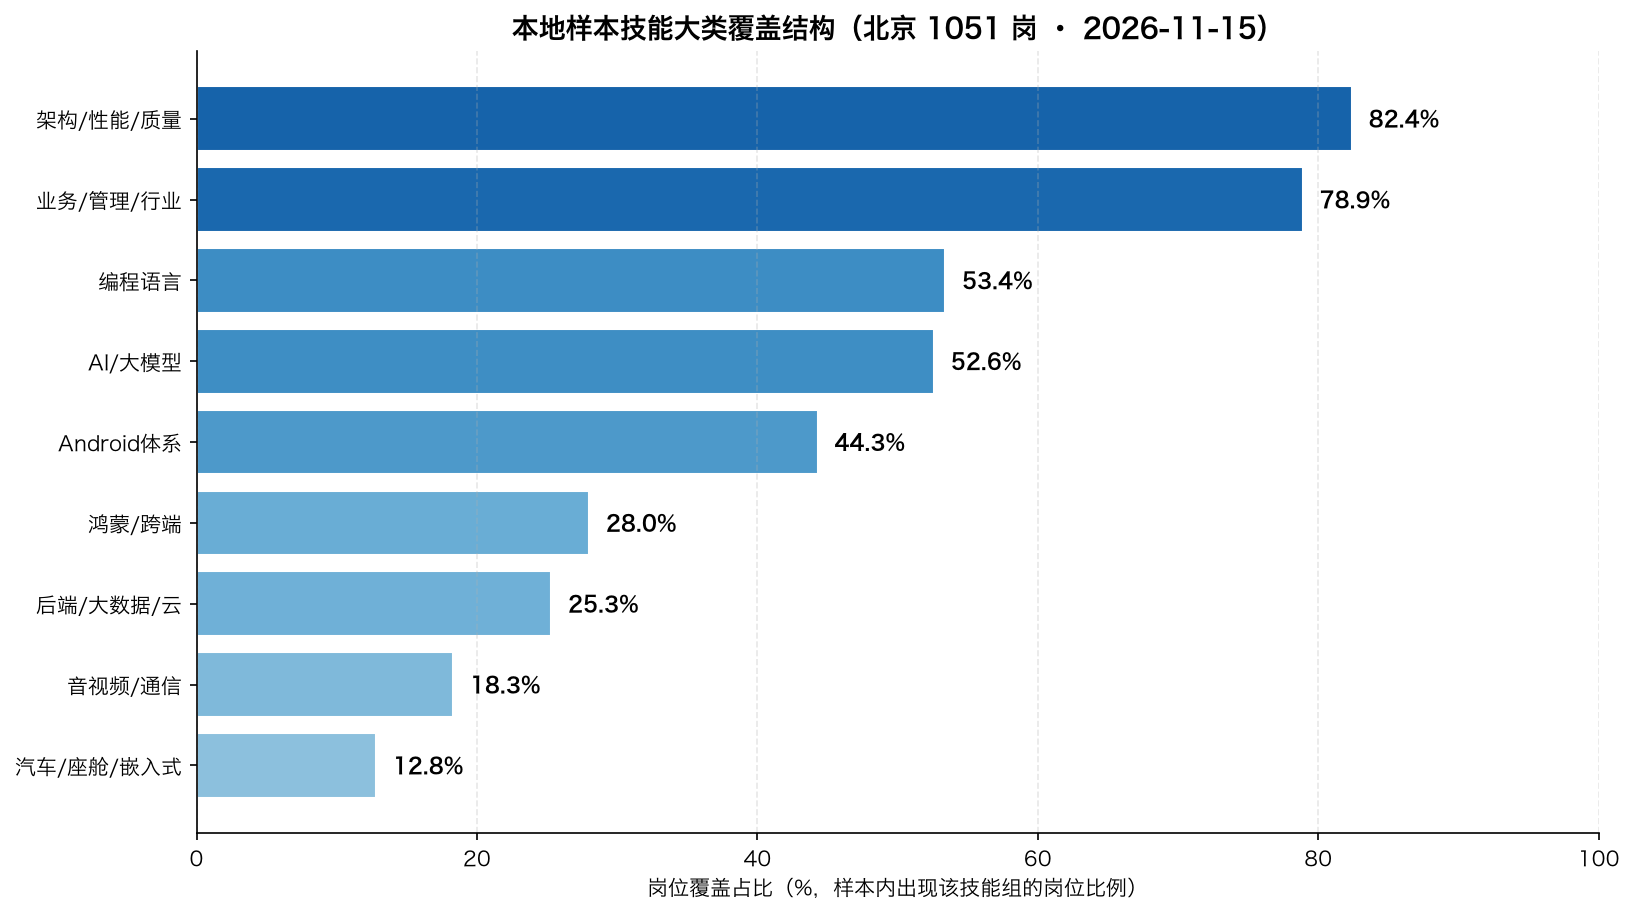 本地样本技能大类覆盖结构（北京 1051 岗 · 2026-11-15）
架构/性能/质量 82.4%
业务/管理/行业 78.9%
编程语言 53.4%
AI/大模型 52.6%
Android体系 44.3%
鸿蒙/跨端 28.0%
后端/大数据/云 25.3%
音视频/通信 18.3%
汽车/座舱/嵌入式 12.8%
0 20 40 60 80 100
岗位覆盖占比（%，样本内出现该技能组的岗位比例）